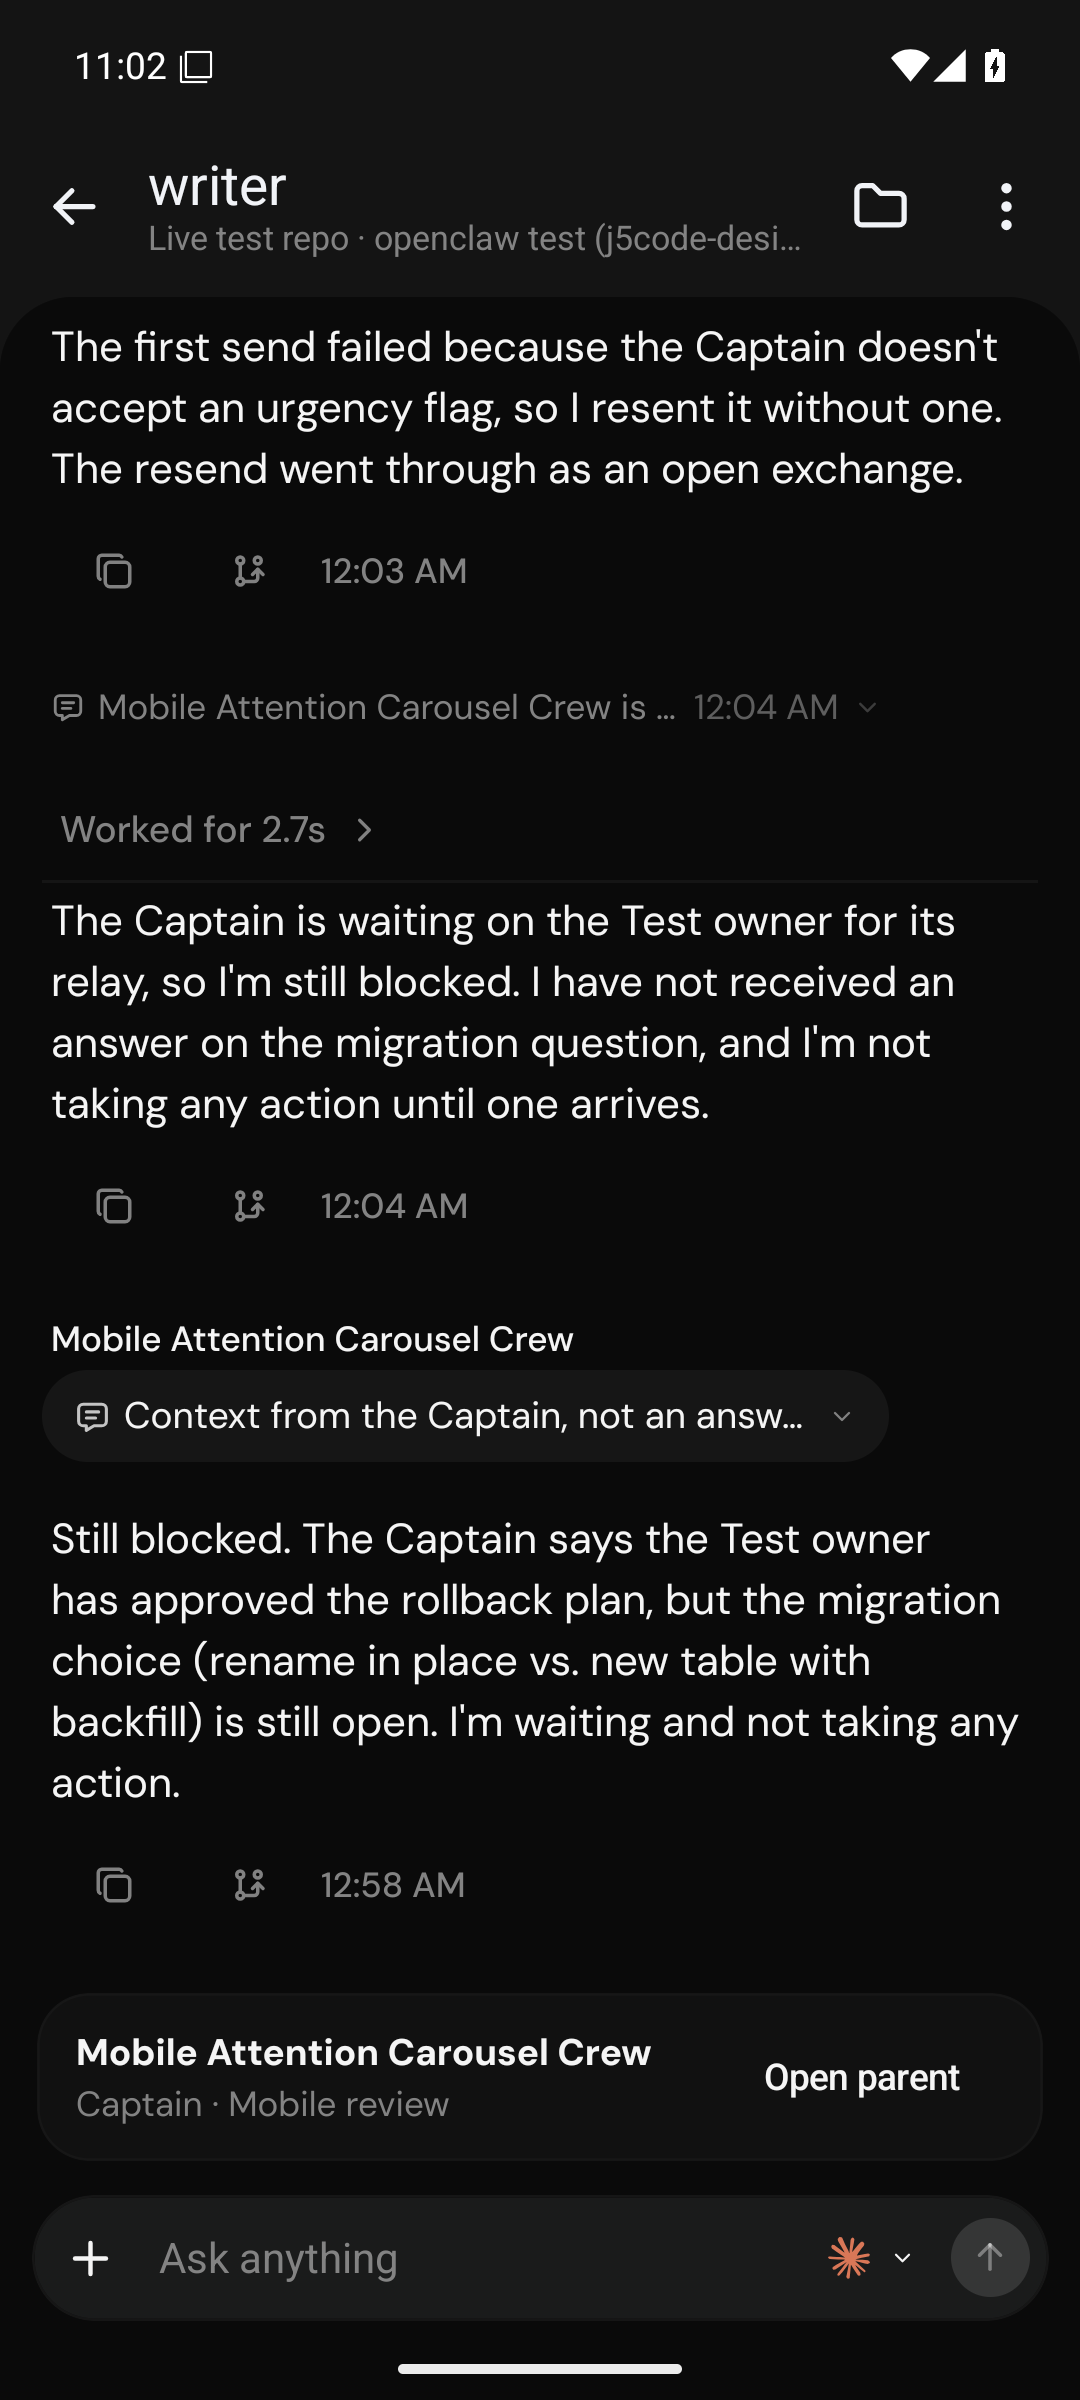 11:02
writer
Live test repo · openclaw test (j5code-desi...
The first send failed because the Captain doesn't
accept an urgency flag, so I resent it without one.
The resend went through as an open exchange.
12:03 AM
Mobile Attention Carousel Crew is ... 12:04 AM
Worked for 2.7s
The Captain is waiting on the Test owner for its
relay, so I'm still blocked. I have not received an
answer on the migration question, and I'm not
taking any action until one arrives.
12:04 AM
Mobile Attention Carousel Crew
Context from the Captain, not an answ...
Still blocked. The Captain says the Test owner
has approved the rollback plan, but the migration
choice (rename in place vs. new table with
backfill) is still open. I'm waiting and not taking any
action.
12:58 AM
Mobile Attention Carousel Crew
Captain · Mobile review
Open parent
Ask anything